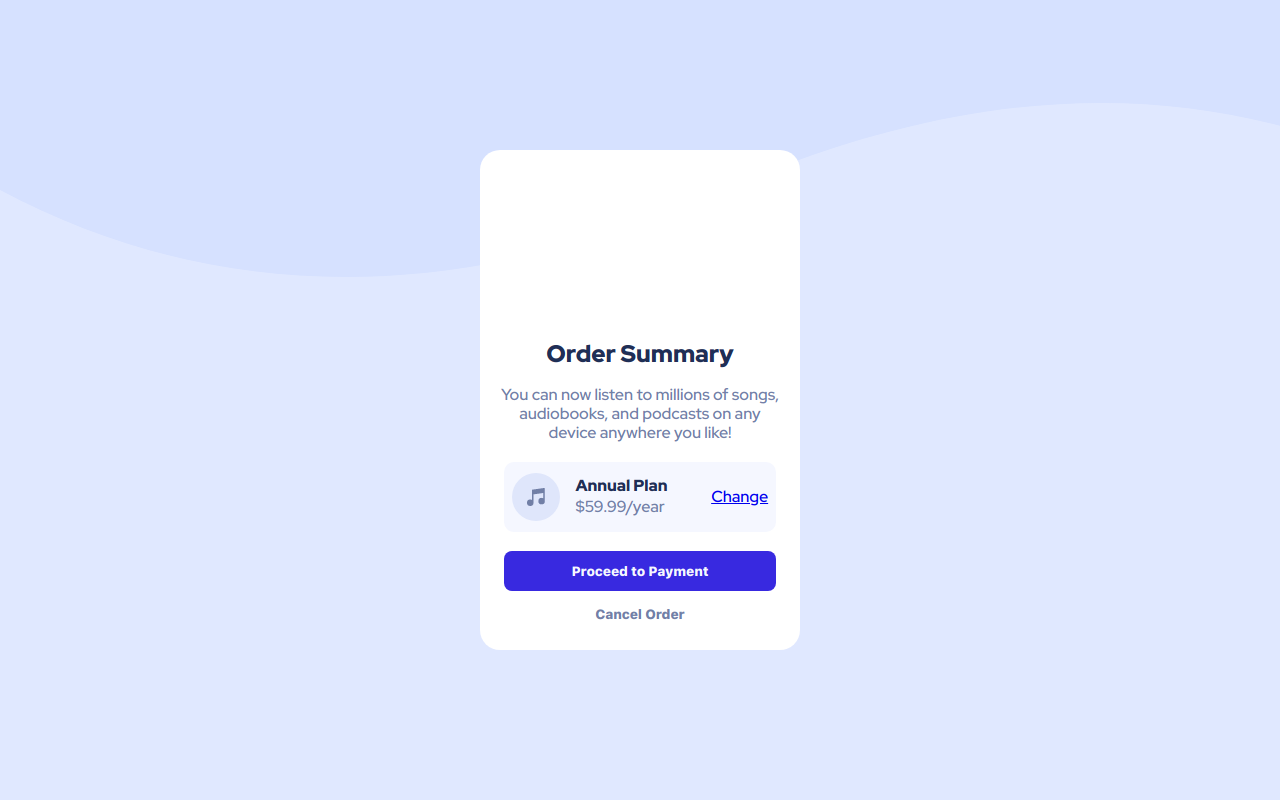 Order Summary
You can now listen to millions of songs,
audiobooks, and podcasts on any
device anywhere you like!
Annual Plan
$59.99/year
Change
Proceed to Payment
Cancel Order